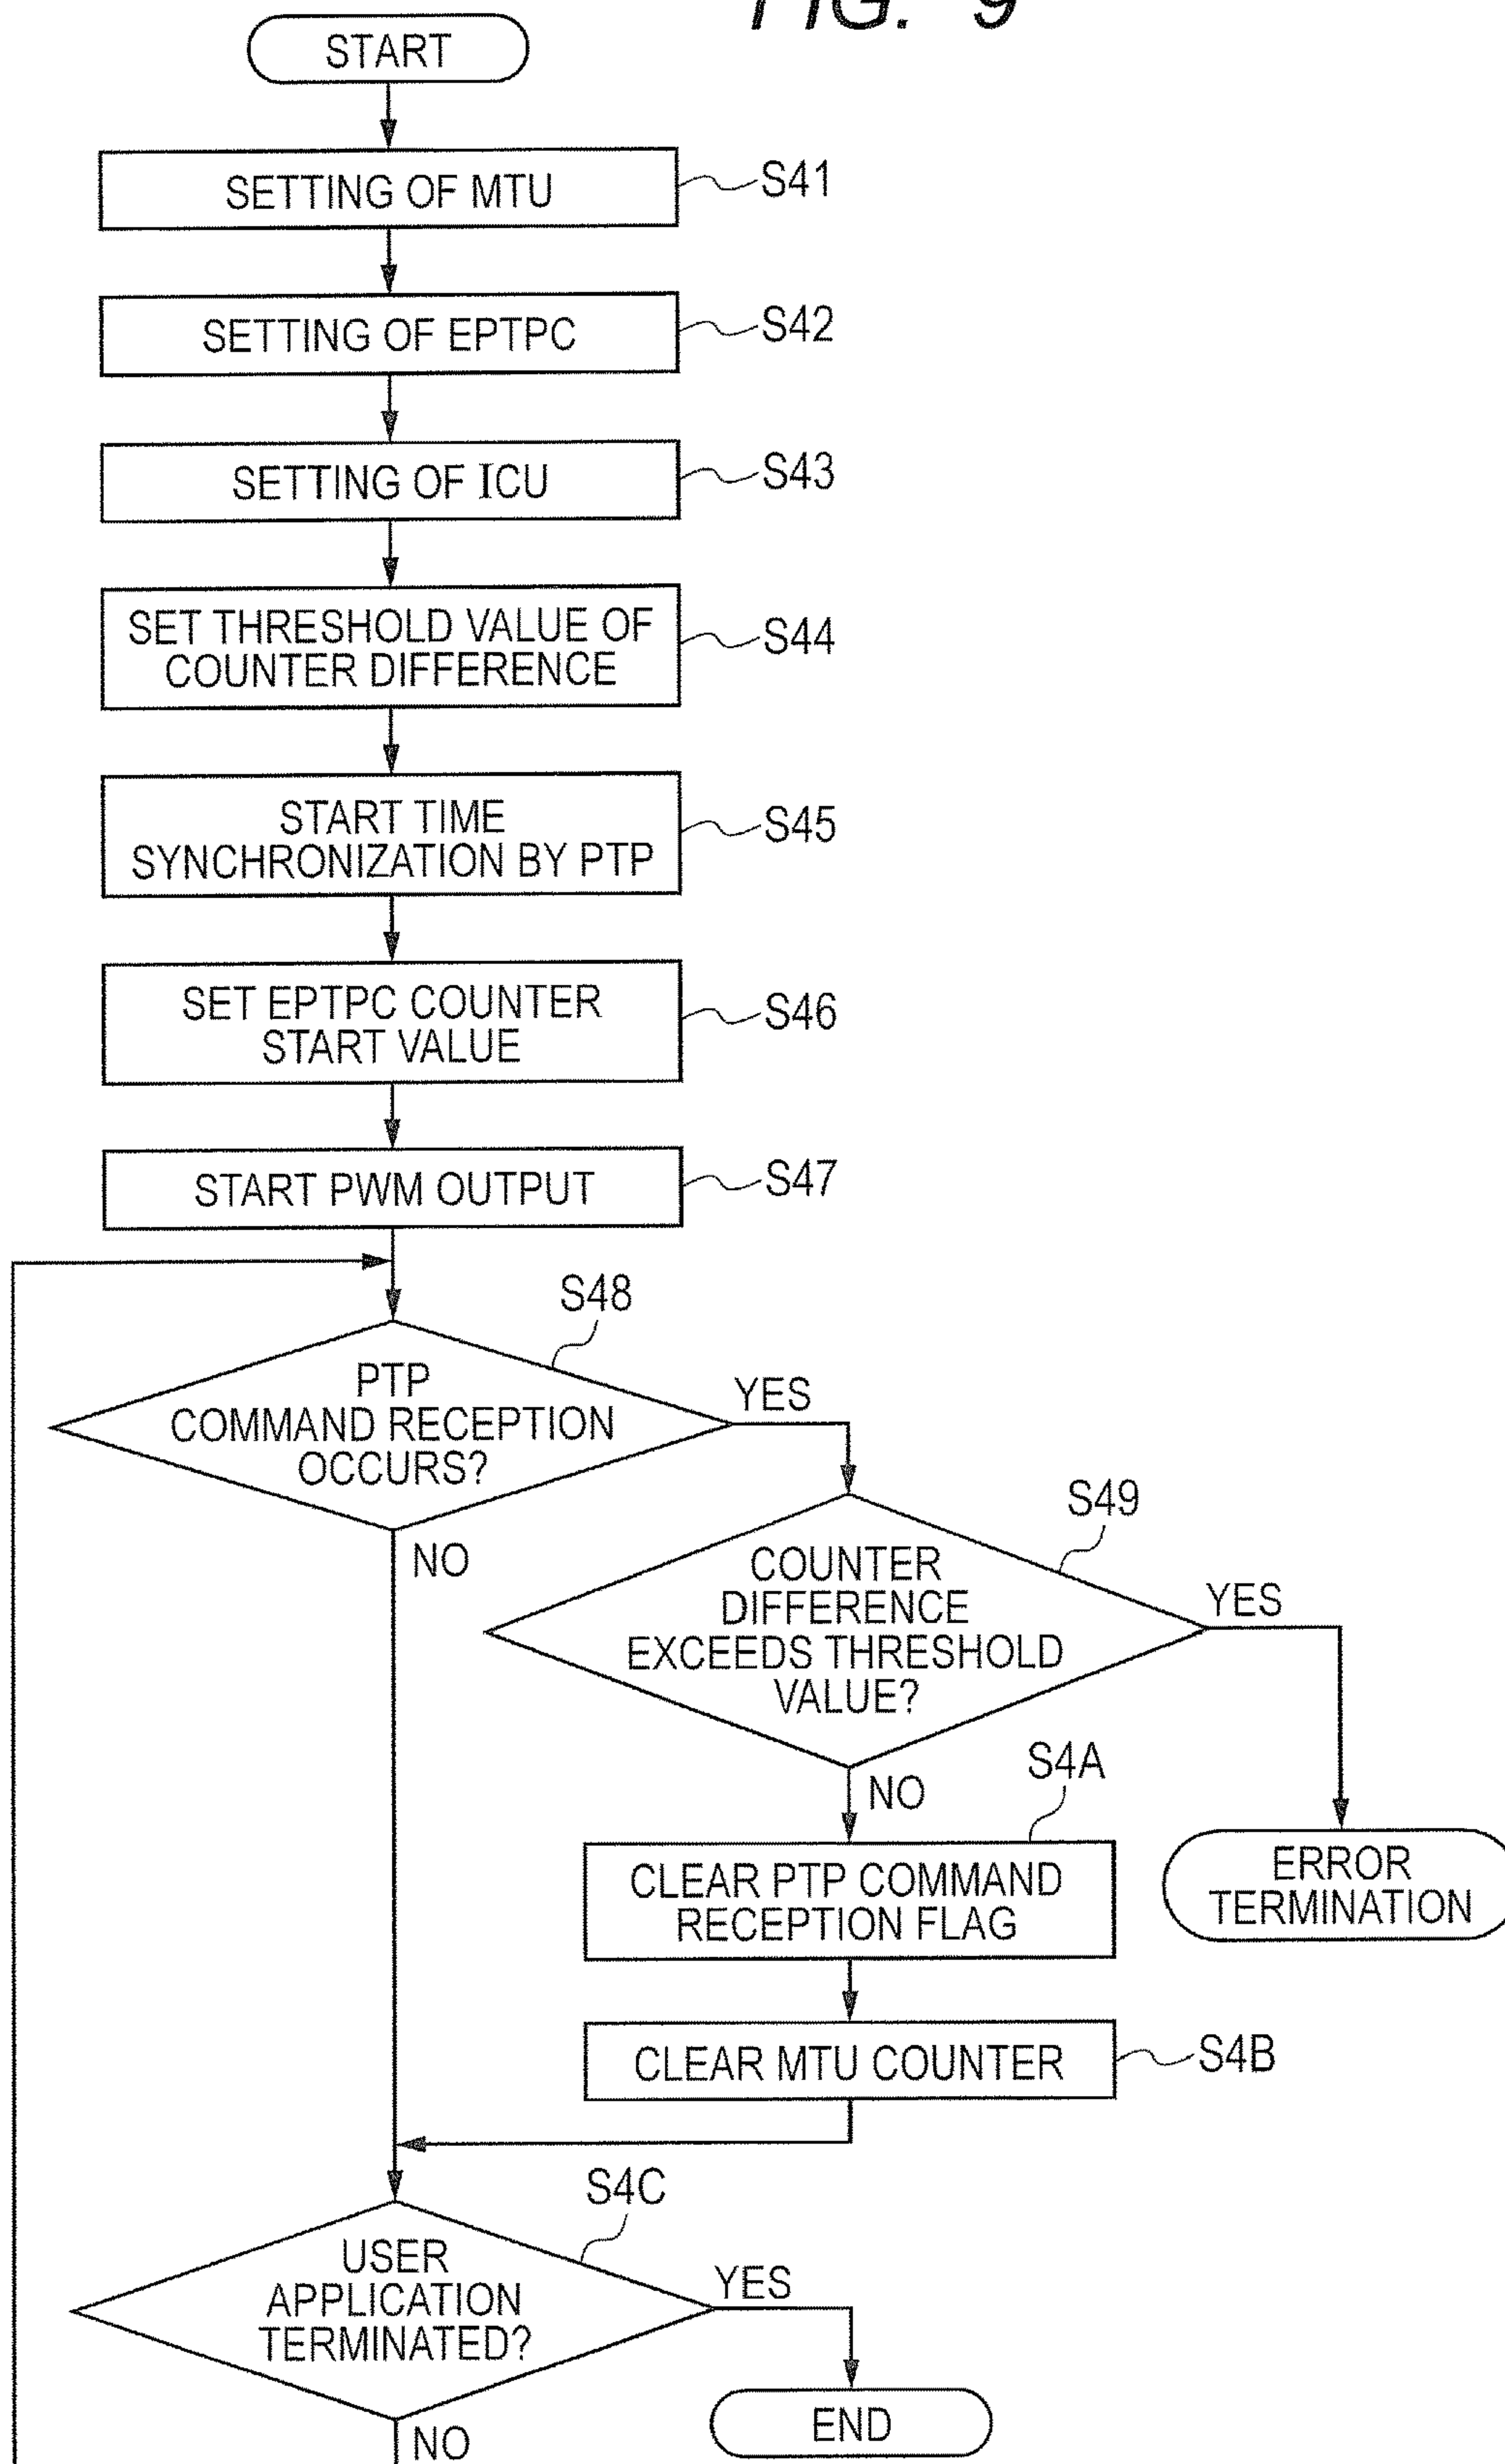 FIG. 9
START
SETTING OF MTU
S41
SETTING OF EPTPC
S42
SETTING OF ICU
S43
SET THRESHOLD VALUE OF
COUNTER DIFFERENCE
S44
START TIME
SYNCHRONIZATION BY PTP
S45
SET EPTPC COUNTER
START VALUE
S46
START PWM OUTPUT
S47
S48
PTP
COMMAND RECEPTION
OCCURS?
YES
NO
S49
COUNTER
DIFFERENCE
EXCEEDS THRESHOLD
VALUE?
YES
NO
S4A
CLEAR PTP COMMAND
RECEPTION FLAG
ERROR
TERMINATION
CLEAR MTU COUNTER
S4B
S4C
USER
APPLICATION
TERMINATED?
YES
END
NO